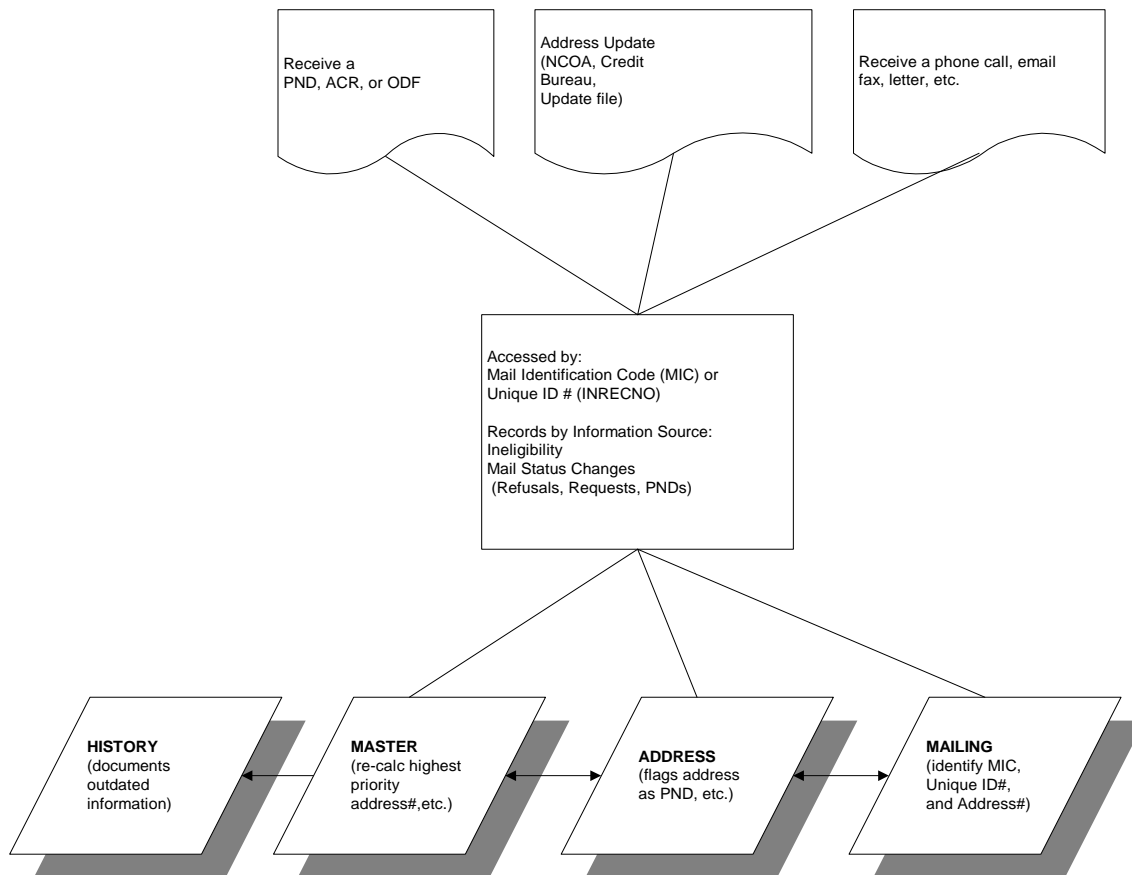 Receive a
PND, ACR, or ODF
Address Update
(NCOA, Credit
Bureau,
Update file)
Receive a phone call, email
fax, letter, etc.
Accessed by:
Mail Identification Code (MIC) or
Unique ID # (INRECNO)
Records by Information Source:
Ineligibility
Mail Status Changes
(Refusals, Requests, PNDs)
HISTORY
(documents
outdated
information)
MASTER
(re-calc highest
priority
address#,etc.)
ADDRESS
(flags address
as PND, etc.)
MAILING
(identify MIC,
Unique ID#,
and Address#)